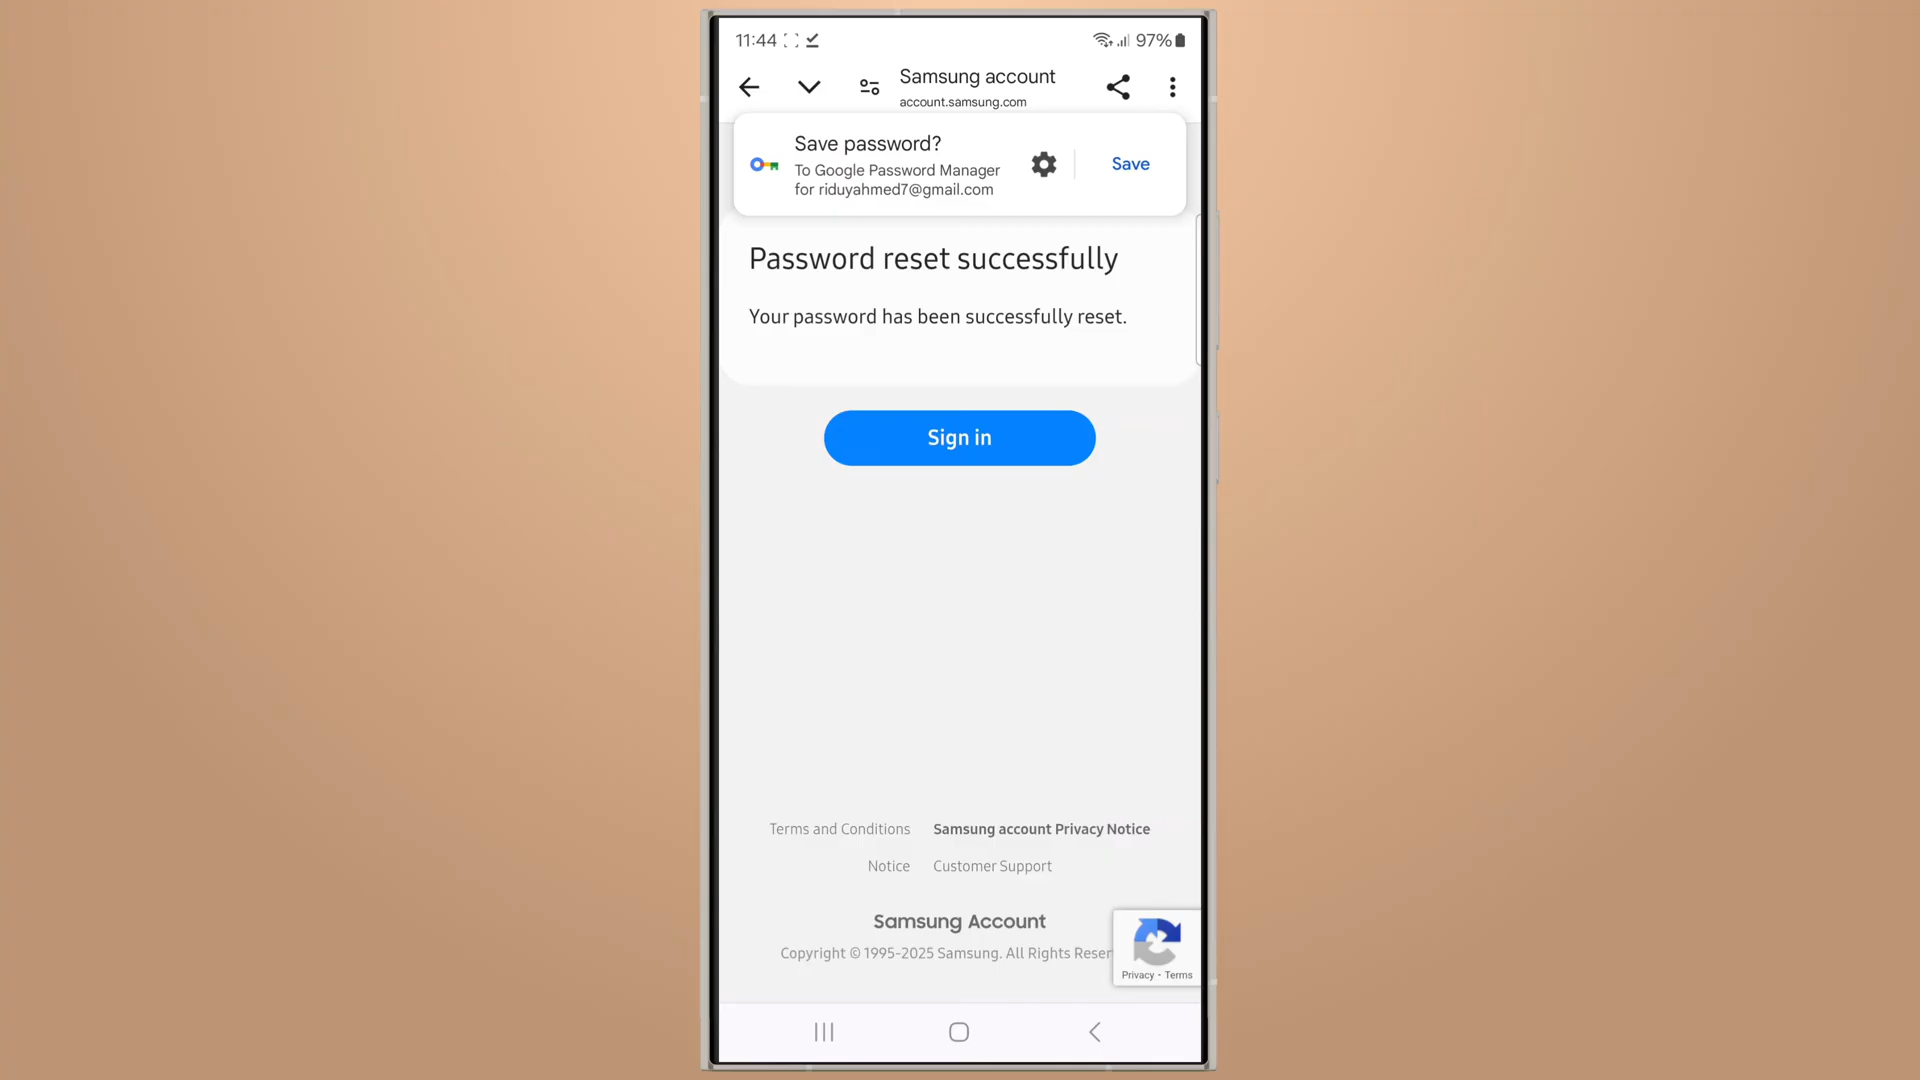 11:44
97%
Samsung account
account.samsung.com
Save password?
To Google Password Manager
for riduyahmed7@gmail.com
Save
Password reset successfully
Your password has been successfully reset.
Sign in
Terms and Conditions
Samsung account Privacy Notice
Notice
Customer Support
Samsung Account
Copyright © 1995-2025 Samsung. All Rights Reser
Privacy - Terms